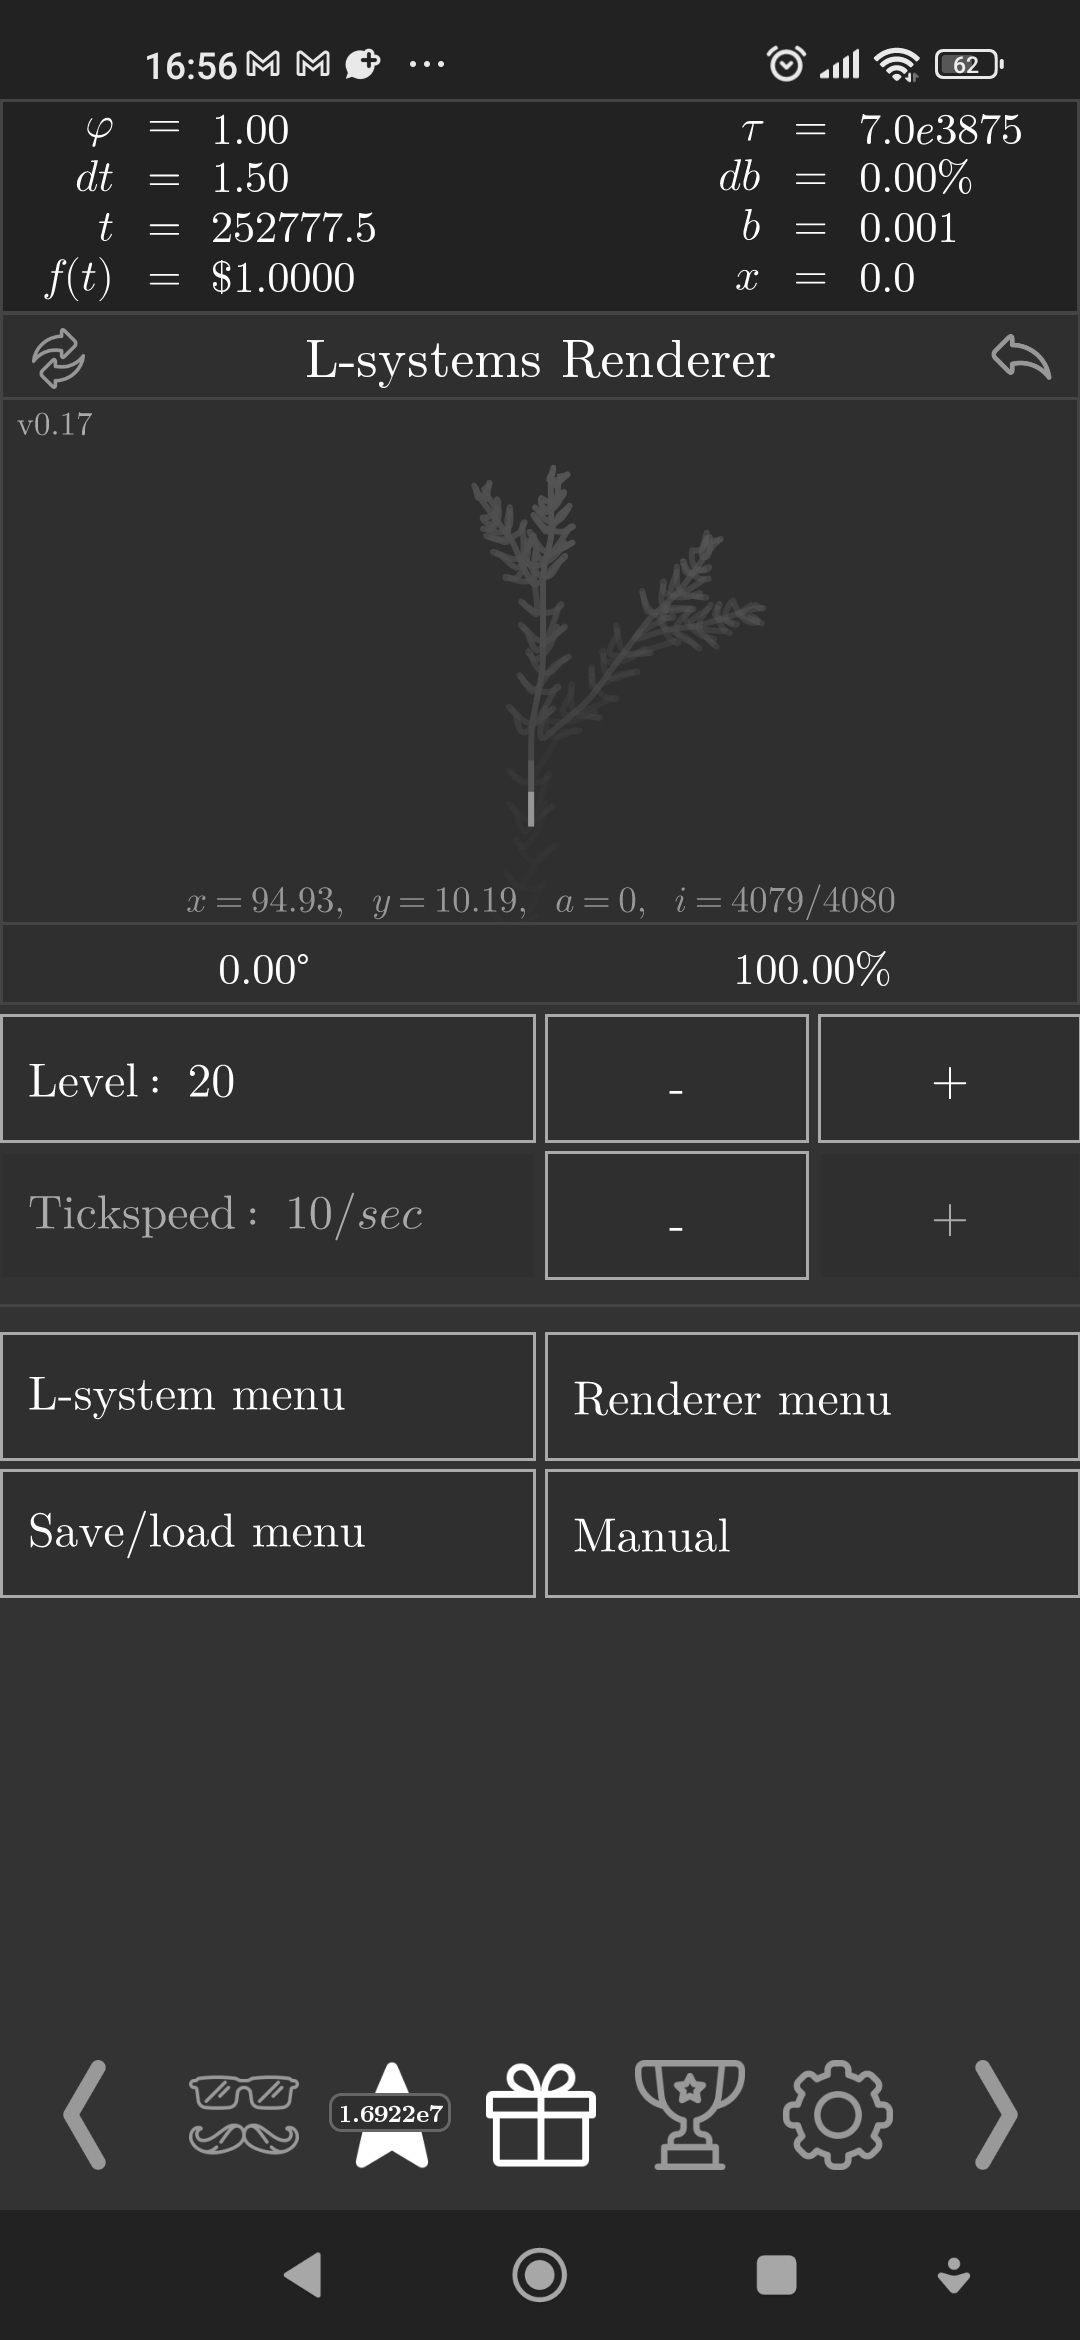 16:56 ... 62
φ = 1.00 τ = 7.0e3875
dt = 1.50 db = 0.00%
t = 252777.5 b = 0.001
f(t) = $1.0000 x = 0.0
L-systems Renderer
v0.17
x = 94.93, y = 10.19, a = 0, i = 4079/4080
0.00° 100.00%
Level: 20 - +
Tickspeed: 10/sec - +
L-system menu Renderer menu
Save/load menu Manual
1.6922e7